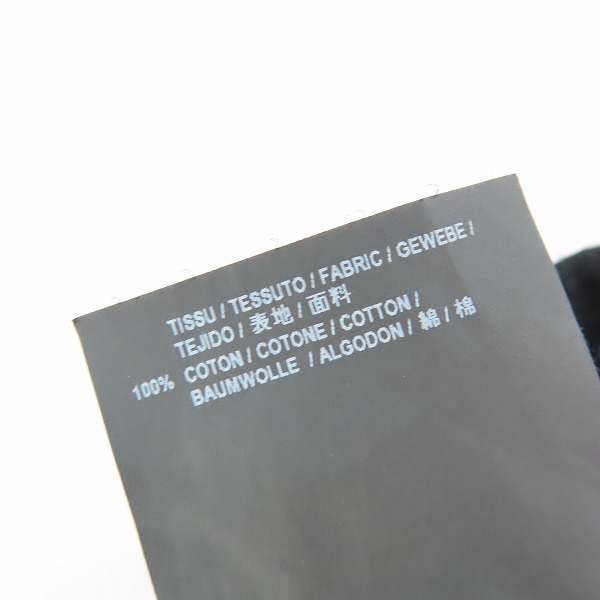 TISSU / TESSUTO / FABRIC / GEWEBE /
TEJIDO / 表地 / 面料
100% COTON / COTONE / COTTON /
BAUMWOLLE / ALGODON / 綿 / 棉